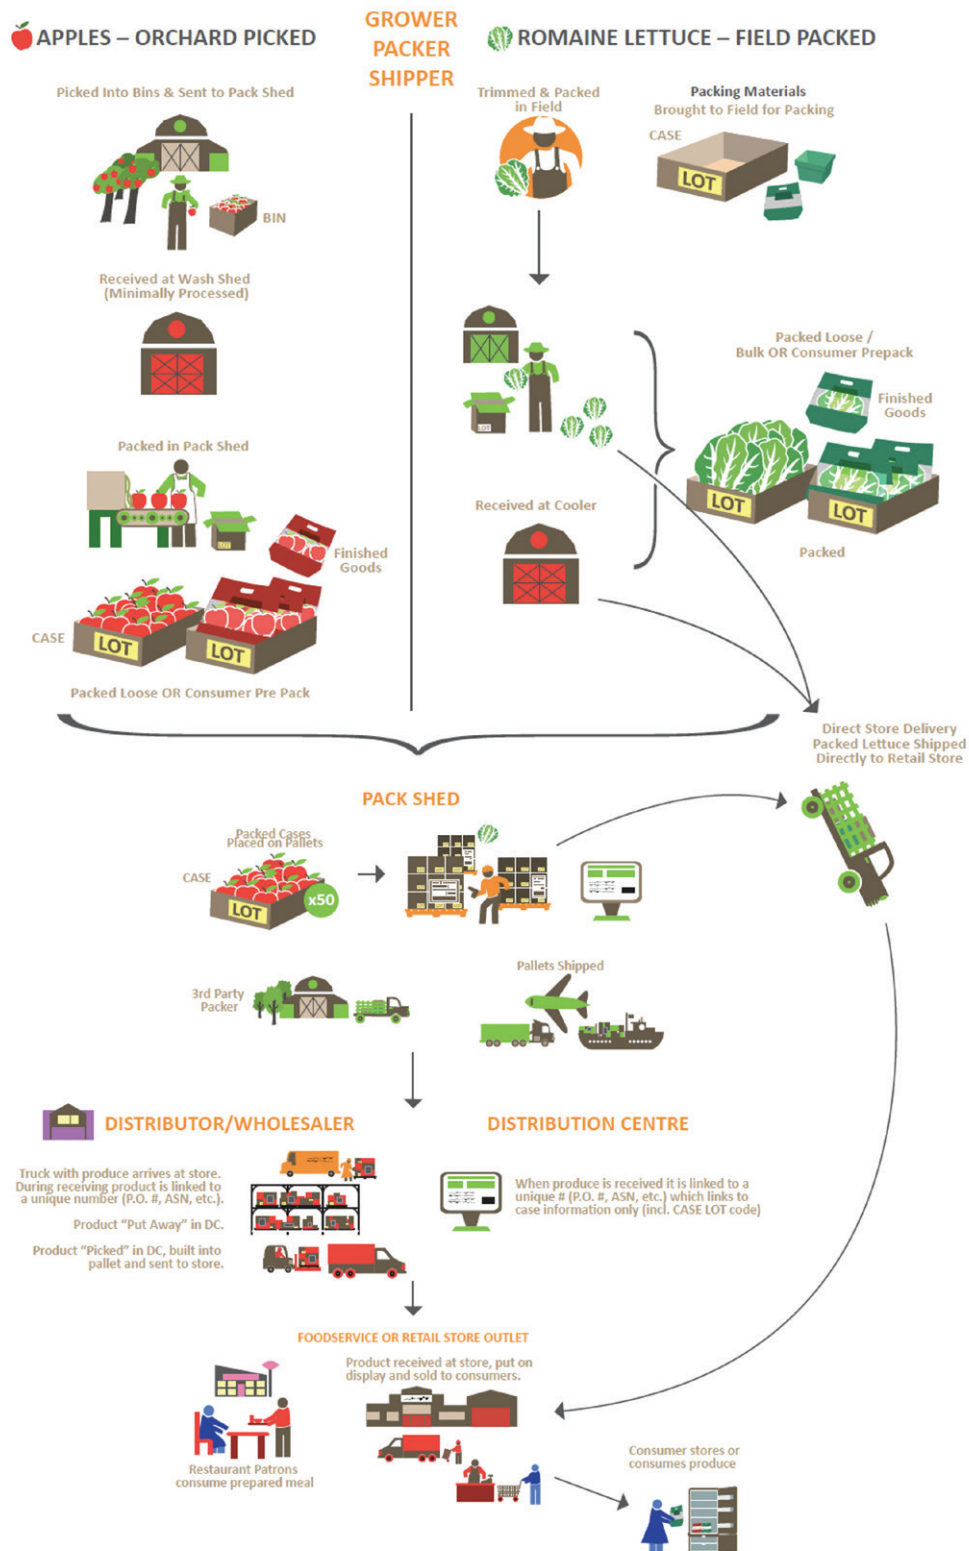 APPLES – ORCHARD PICKED
GROWER
PACKER
SHIPPER
ROMAINE LETTUCE – FIELD PACKED
Picked Into Bins & Sent to Pack Shed
BIN
Received at Wash Shed
(Minimally Processed)
Packed in Pack Shed
LOT
Finished
Goods
CASE
LOT
LOT
Packed Loose OR Consumer Pre Pack
Trimmed & Packed
in Field
Packing Materials
Brought to Field for Packing
CASE
LOT
LOT
Packed Loose /
Bulk OR Consumer Prepack
Finished
Goods
LOT
LOT
Packed
Received at Cooler
Direct Store Delivery
Packed Lettuce Shipped
Directly to Retail Store
PACK SHED
Packed Cases
Placed on Pallets
CASE
LOT
x50
3rd Party
Packer
Pallets Shipped
DISTRIBUTOR/WHOLESALER
Truck with produce arrives at store.
During receiving product is linked to
a unique number (P.O. #, ASN, etc.).
Product “Put Away” in DC.
Product “Picked” in DC, built into
pallet and sent to store.
DISTRIBUTION CENTRE
When produce is received it is linked to a
unique # (P.O. #, ASN, etc.) which links to
case information only (incl. CASE LOT code)
FOODSERVICE OR RETAIL STORE OUTLET
Product received at store, put on
display and sold to consumers.
Restaurant Patrons
consume prepared meal
Consumer stores or
consumes produce